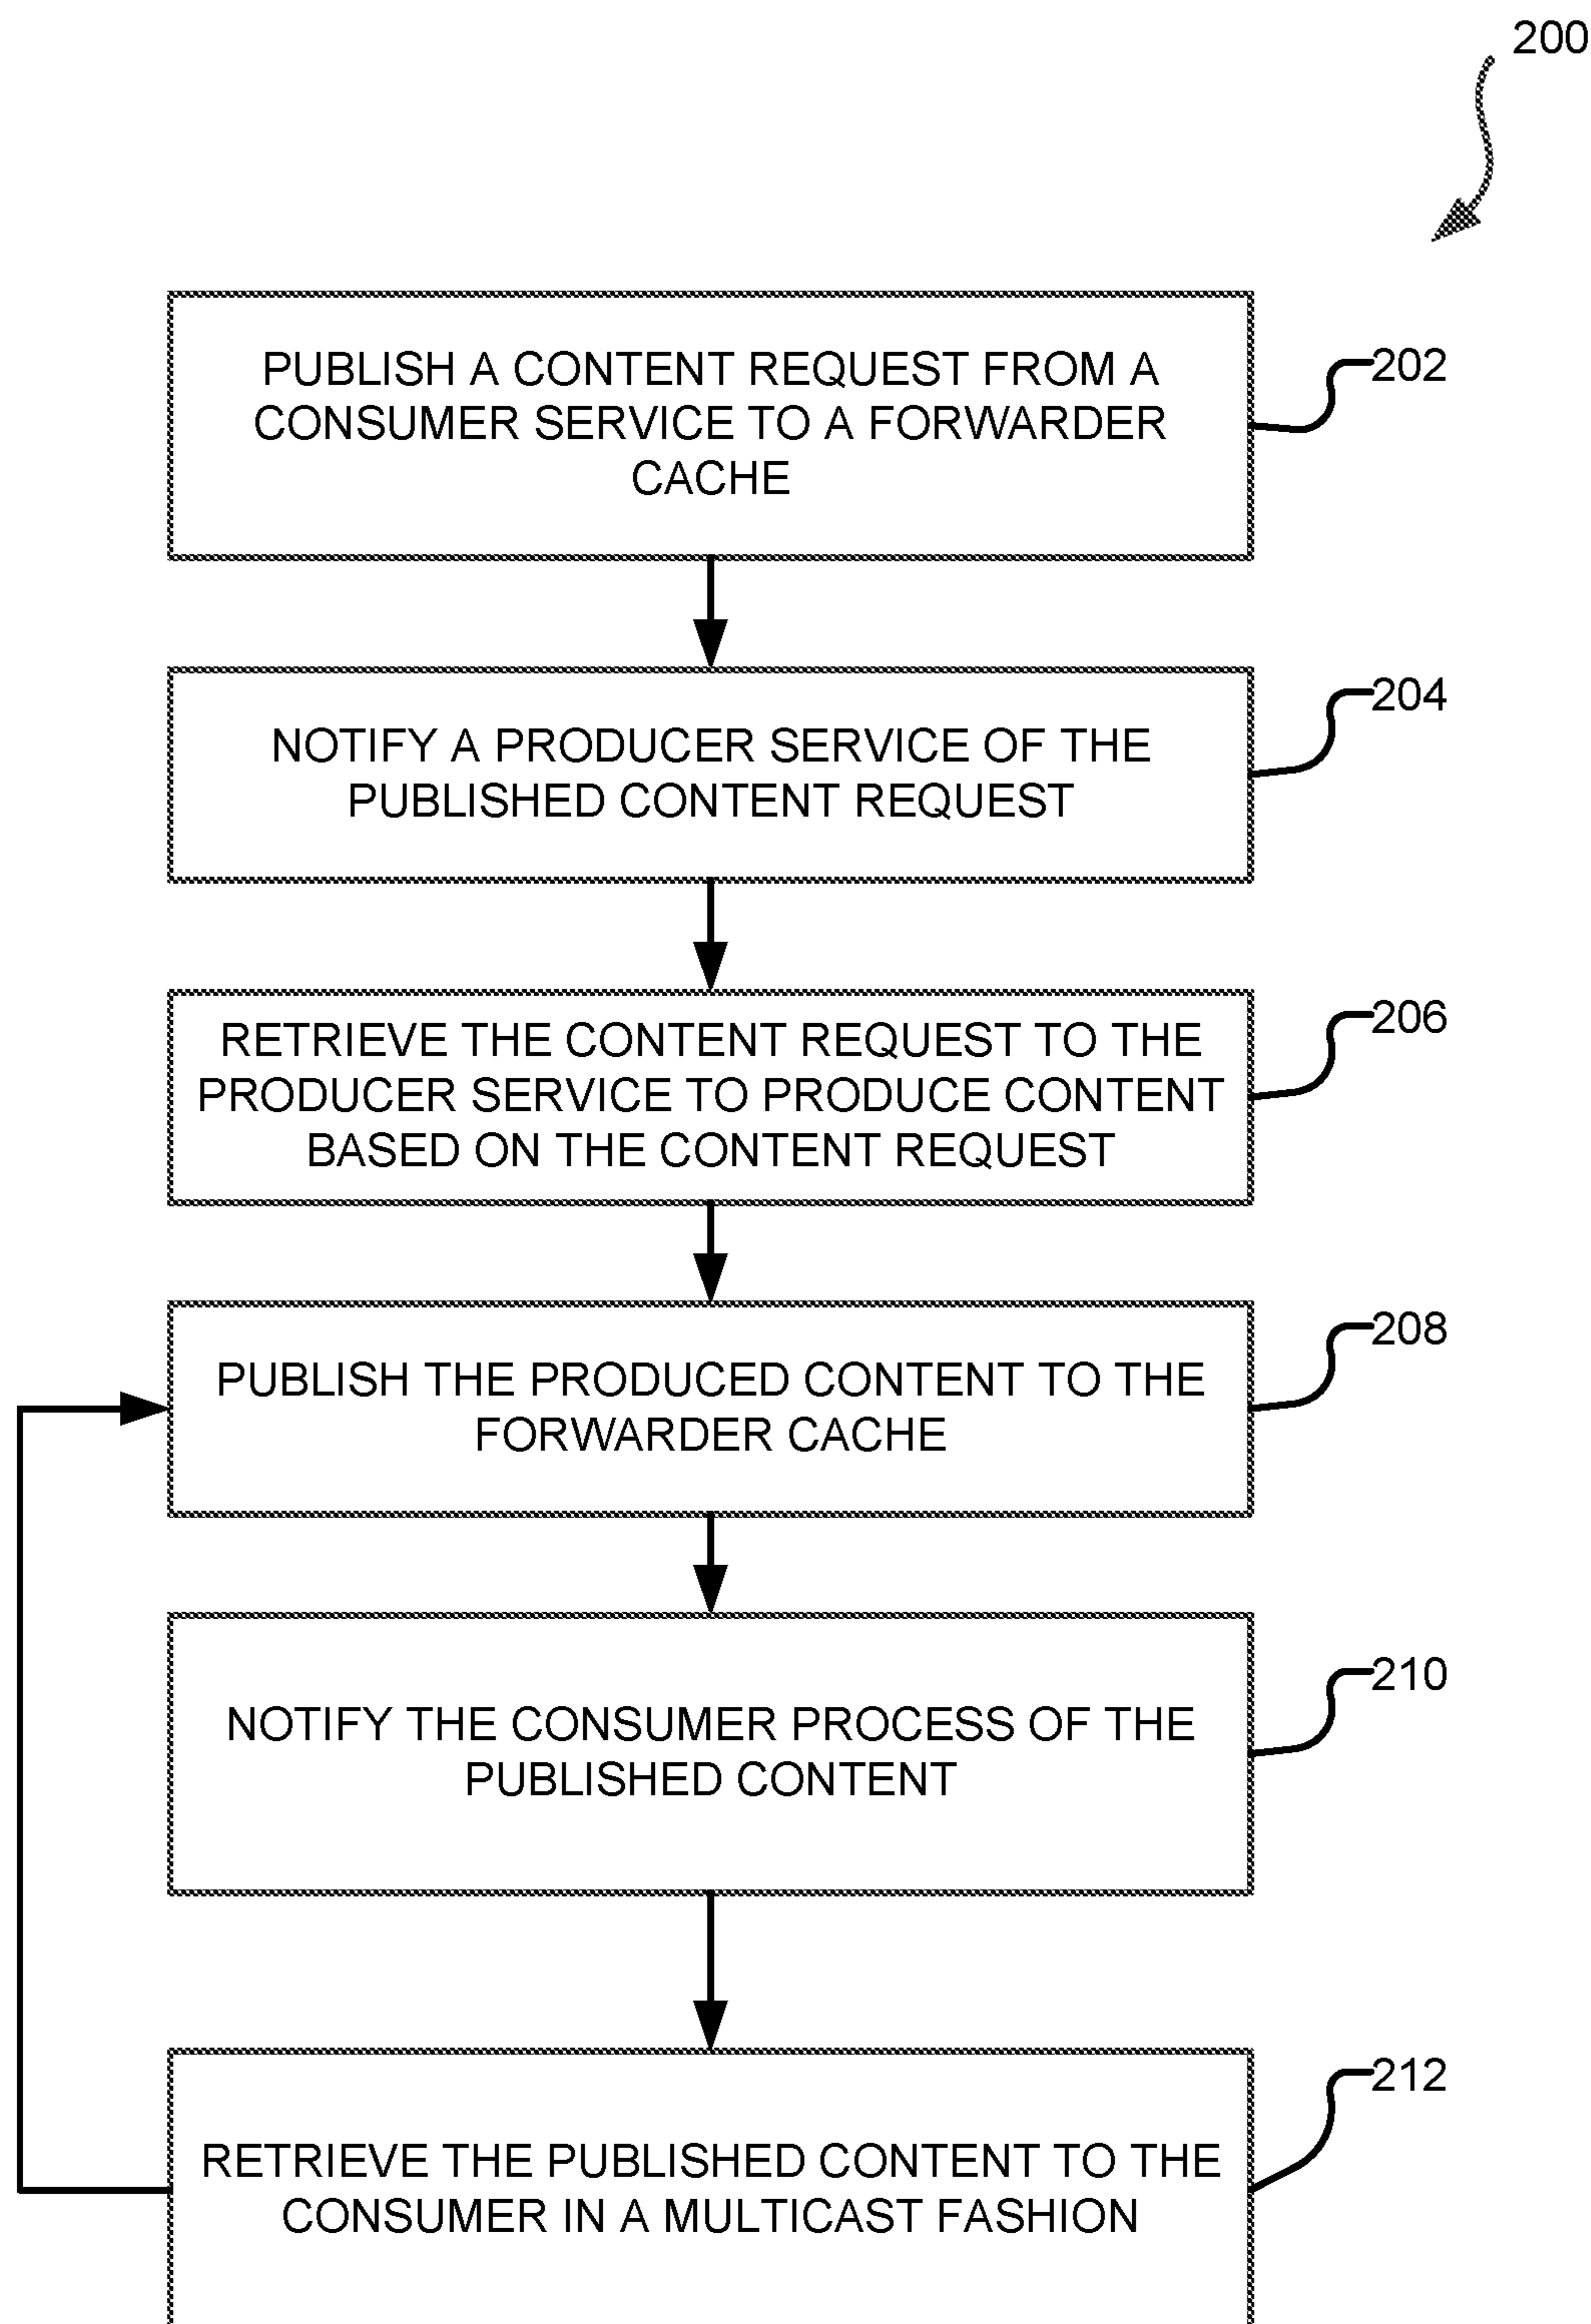 200
PUBLISH A CONTENT REQUEST FROM A
CONSUMER SERVICE TO A FORWARDER
CACHE
202
NOTIFY A PRODUCER SERVICE OF THE
PUBLISHED CONTENT REQUEST
204
RETRIEVE THE CONTENT REQUEST TO THE
PRODUCER SERVICE TO PRODUCE CONTENT
BASED ON THE CONTENT REQUEST
206
PUBLISH THE PRODUCED CONTENT TO THE
FORWARDER CACHE
208
NOTIFY THE CONSUMER PROCESS OF THE
PUBLISHED CONTENT
210
RETRIEVE THE PUBLISHED CONTENT TO THE
CONSUMER IN A MULTICAST FASHION
212